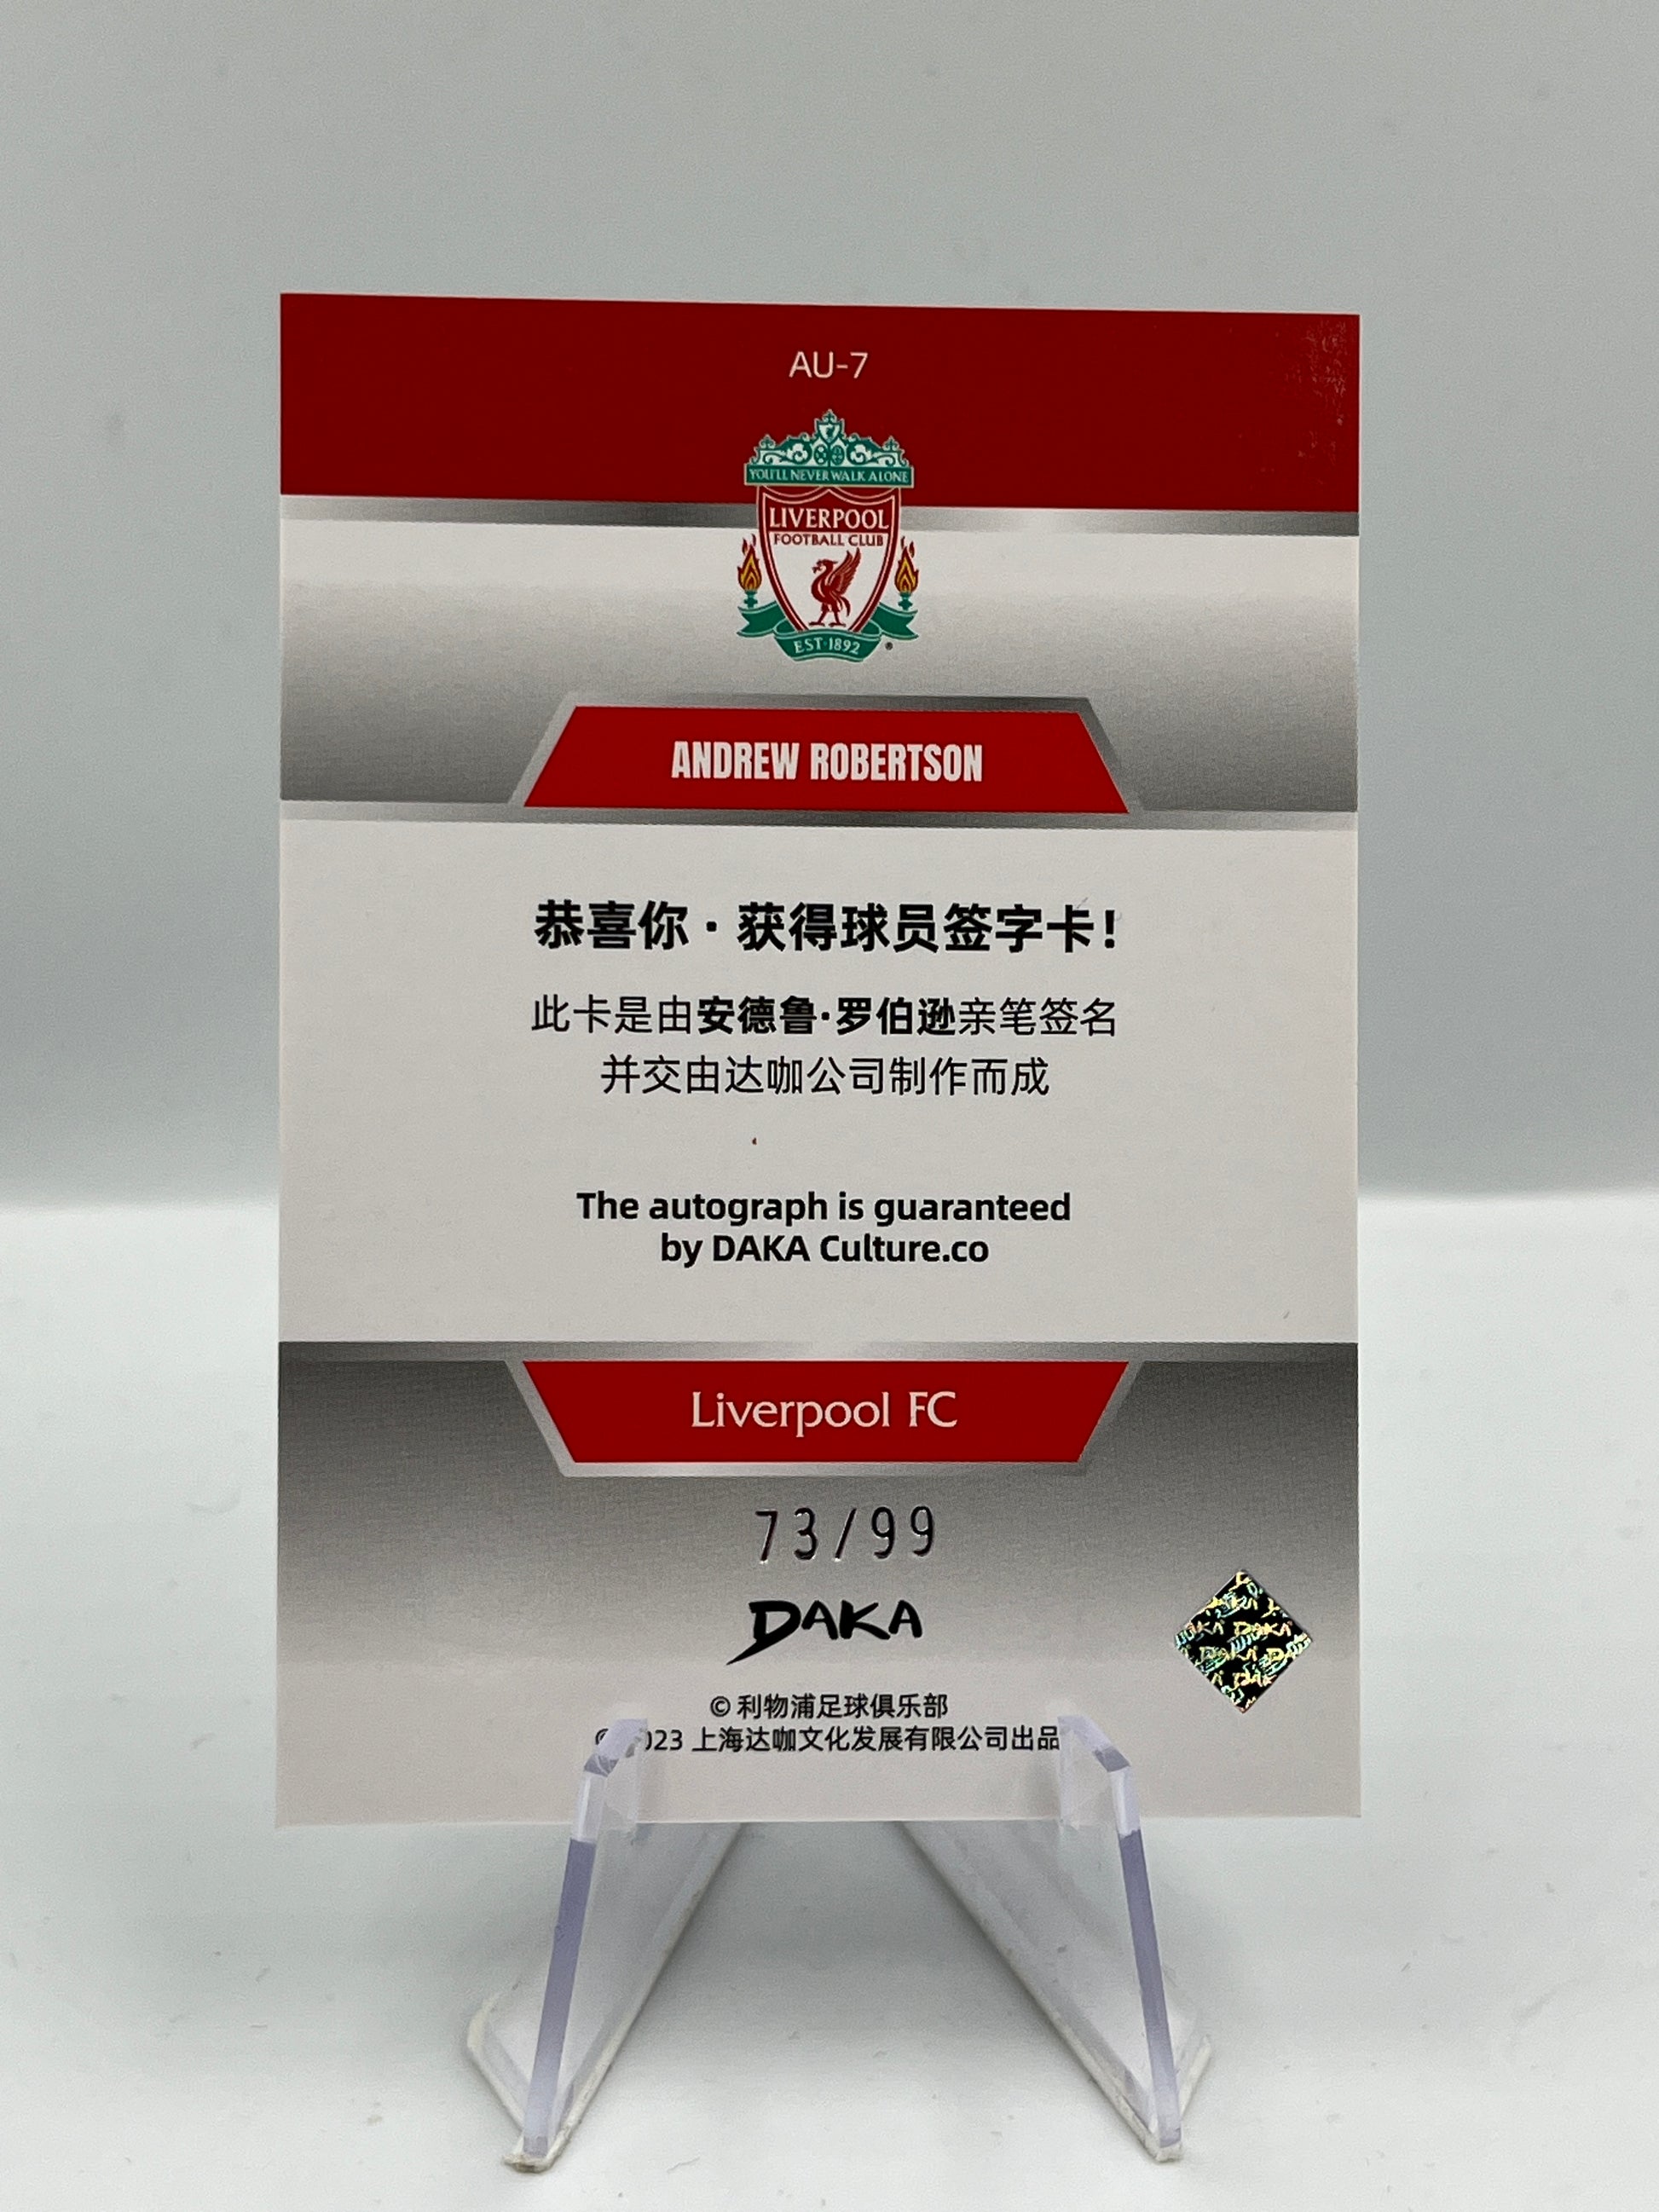 AU-7
YOU'LL NEVER WALK ALONE
LIVERPOOL
FOOTBALL CLUB
EST·1892
ANDREW ROBERTSON
恭喜你·获得球员签字卡!
此卡是由安德鲁·罗伯逊亲笔签名
并交由达咖公司制作而成
The autograph is guaranteed
by DAKA Culture.co
Liverpool FC
73/99
DAKA
© 利物浦足球俱乐部
023 上海达咖文化发展有限公司出品